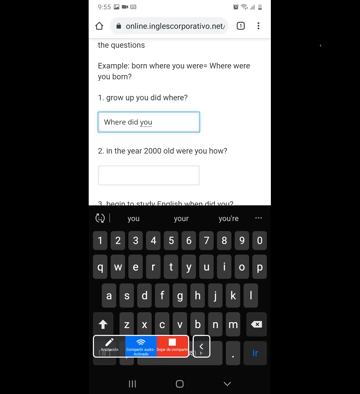 9:55
online.inglescorporativo.net/
1
the questions
Example: born where you were= Where were
you born?
1. grow up you did where?
Where did you
2. in the year 2000 old were you how?
3. begin to study English when did you?
you your you're ...
1 2 3 4 5 6 7 8 9 0
q w e r t y u i o p
a s d f g h j k l
z x c v b n m
. Ir